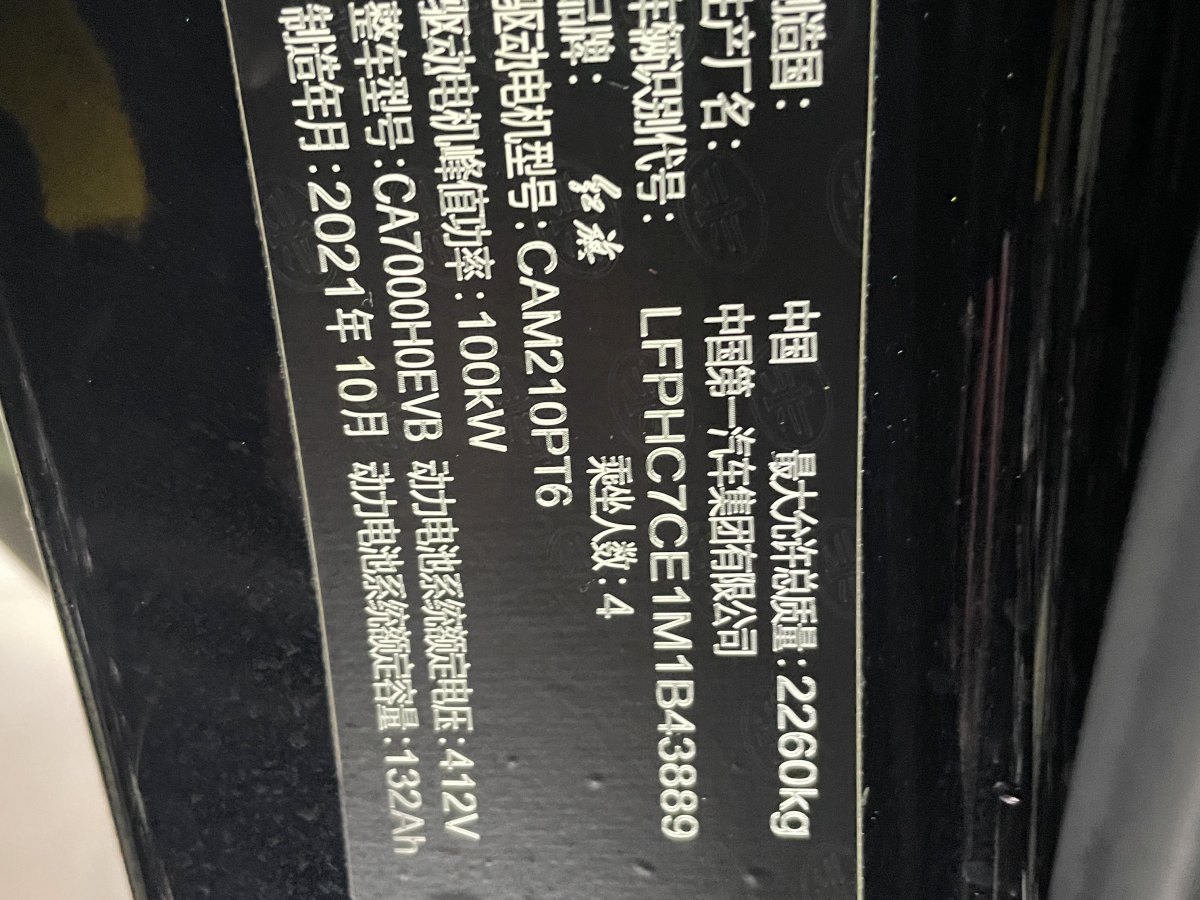 制造国: 中国 最大允许总质量:2260kg
生产厂名: 中国第一汽车集团有限公司
车辆识别代号: LFPHC7CE1M1B43889
品牌: 红旗 乘坐人数:4
驱动电机型号:CAM210PT6
驱动电机峰值功率:100kW
整车型号:CA7000H0EVB 动力电池系统额定电压:412V
制造年月:2021年10月 动力电池系统额定容量:132Ah